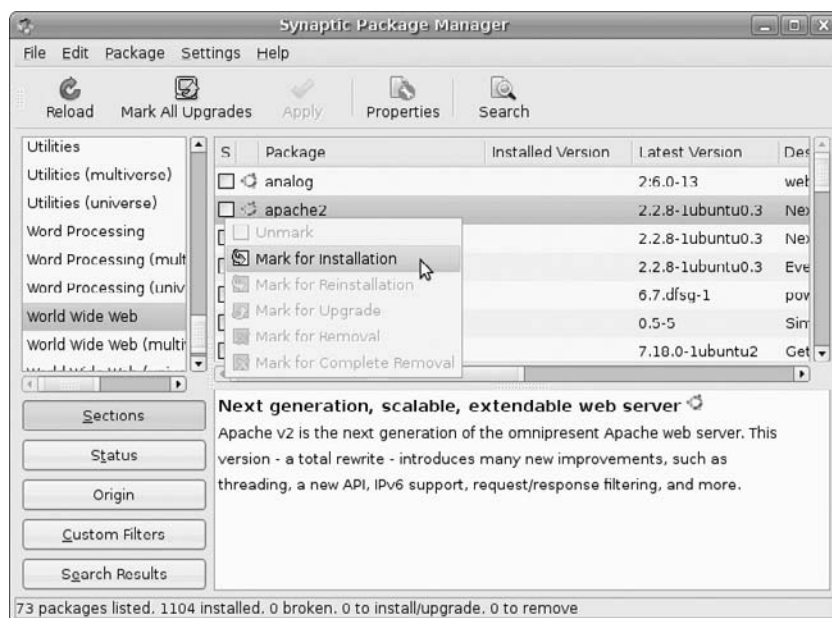 Synaptic Package Manager
File Edit Package Settings Help
Reload Mark All Upgrades Apply Properties Search
Utilities
Utilities (multiverse)
Utilities (universe)
Word Processing
Word Processing (mult
Word Processing (univ
World Wide Web
World Wide Web (multi
S Package Installed Version Latest Version Des
analog 2:6.0-13 web
apache2 2.2.8-1ubuntu0.3 Nex
2.2.8-1ubuntu0.3 Nex
2.2.8-1ubuntu0.3 Eve
6.7.dfsg-1 pow
0.5-5 Sim
7.18.0-1ubuntu2 Get
Unmark
Mark for Installation
Mark for Reinstallation
Mark for Upgrade
Mark for Removal
Mark for Complete Removal
Sections
Status
Origin
Custom Filters
Search Results
Next generation, scalable, extendable web server
Apache v2 is the next generation of the omnipresent Apache web server. This
version - a total rewrite - introduces many new improvements, such as
threading, a new API, IPv6 support, request/response filtering, and more.
73 packages listed, 1104 installed, 0 broken. 0 to install/upgrade, 0 to remove